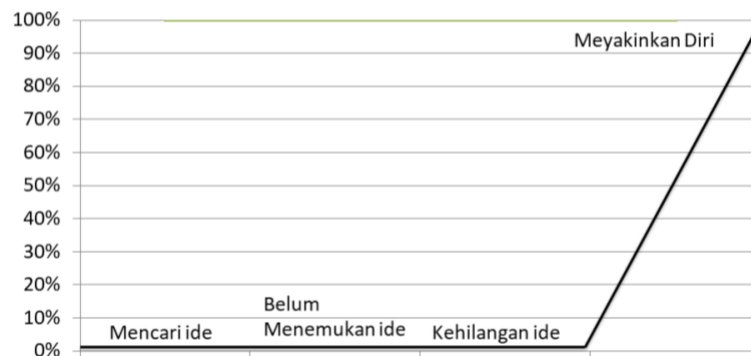 100%
90%
80%
70%
60%
50%
40%
30%
20%
10%
0%
Meyakinkan Diri
Belum
Menemukan ide
Mencari ide
Kehilangan ide